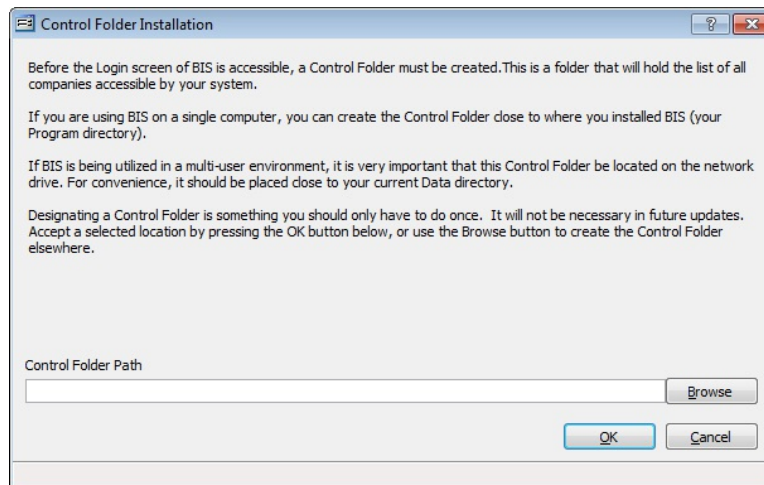 Control Folder Installation
Before the Login screen of BIS is accessible, a Control Folder must be created.This is a folder that will hold the list of all
companies accessible by your system.
If you are using BIS on a single computer, you can create the Control Folder close to where you installed BIS (your
Program directory).
If BIS is being utilized in a multi-user environment, it is very important that this Control Folder be located on the network
drive. For convenience, it should be placed close to your current Data directory.
Designating a Control Folder is something you should only have to do once.  It will not be necessary in future updates.
Accept a selected location by pressing the OK button below, or use the Browse button to create the Control Folder
elsewhere.
Control Folder Path
Browse
OK
Cancel